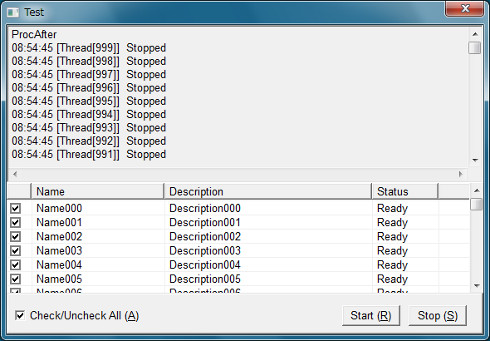 Test
ProcAfter
08:54:45 [Thread[999]] Stopped
08:54:45 [Thread[998]] Stopped
08:54:45 [Thread[997]] Stopped
08:54:45 [Thread[996]] Stopped
08:54:45 [Thread[995]] Stopped
08:54:45 [Thread[994]] Stopped
08:54:45 [Thread[993]] Stopped
08:54:45 [Thread[992]] Stopped
08:54:45 [Thread[991]] Stopped
Name Description Status
Name000 Description000 Ready
Name001 Description001 Ready
Name002 Description002 Ready
Name003 Description003 Ready
Name004 Description004 Ready
Name005 Description005 Ready
Name006 Description006 Ready
Check/Uncheck All (A) Start (R) Stop (S)